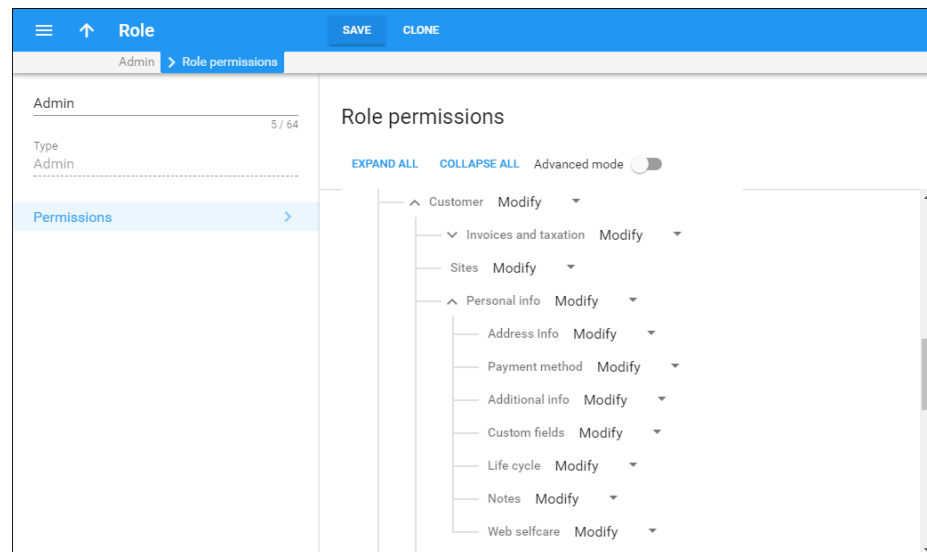 Role
SAVE CLONE
Admin Role permissions
Admin
5 / 64
Type
Admin
Permissions
Role permissions
EXPAND ALL COLLAPSE ALL Advanced mode
Customer Modify
Invoices and taxation Modify
Sites Modify
Personal info Modify
Address Info Modify
Payment method Modify
Additional info Modify
Custom fields Modify
Life cycle Modify
Notes Modify
Web selfcare Modify